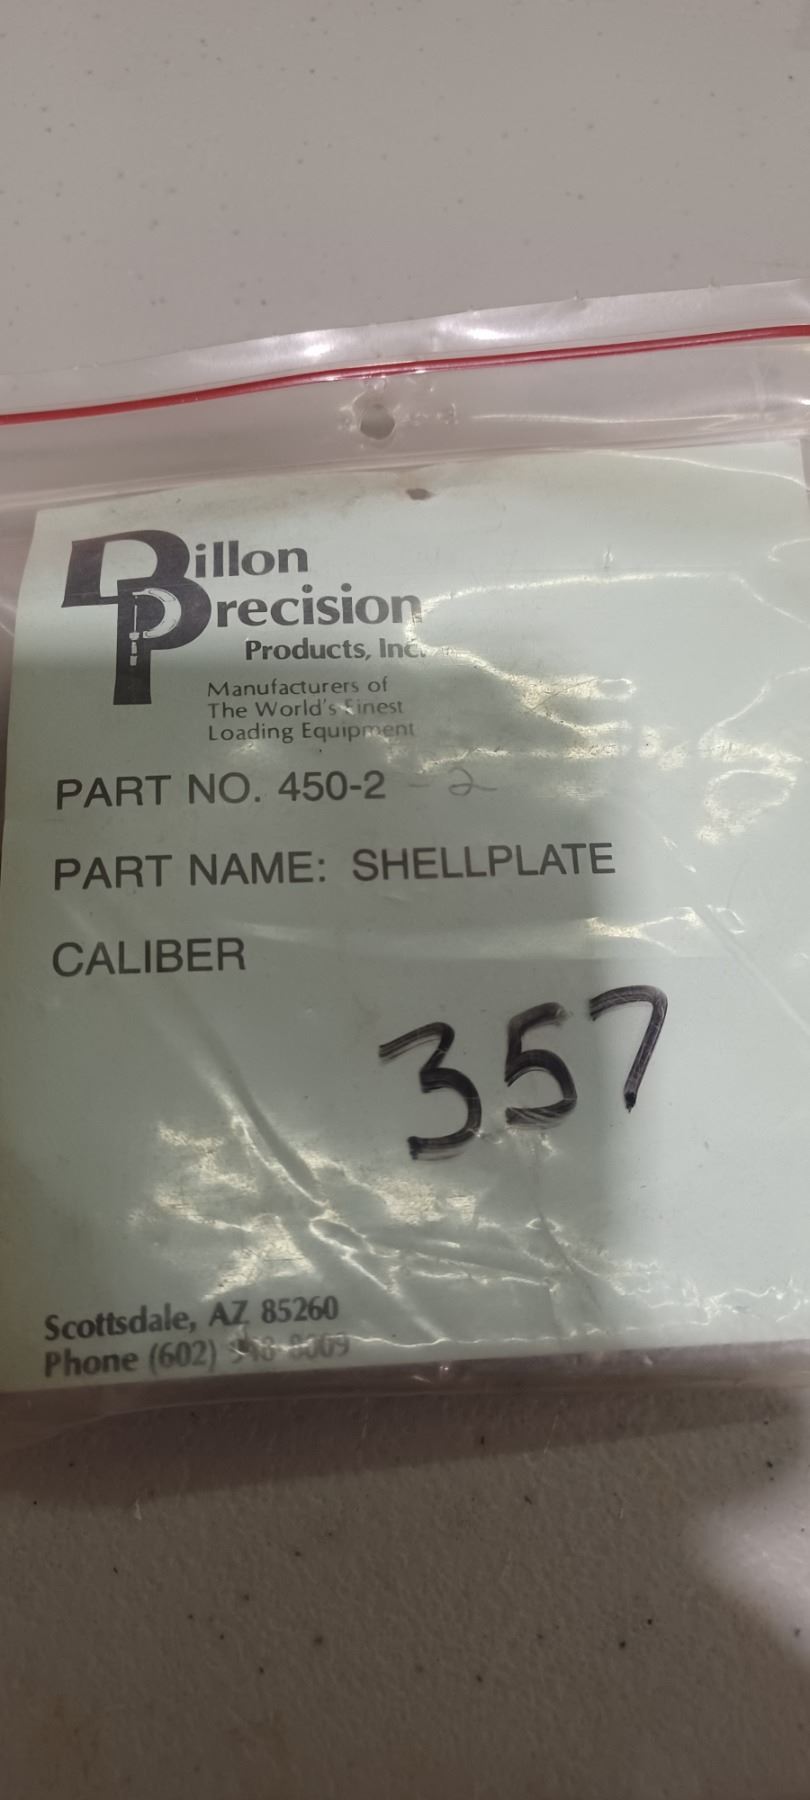 Dillon
Precision
Products, Inc.
Manufacturers of
The World's Finest
Loading Equipment
PART NO. 450-2 - 2
PART NAME: SHELLPLATE
CALIBER
357
Scottsdale, AZ 85260
Phone (602)